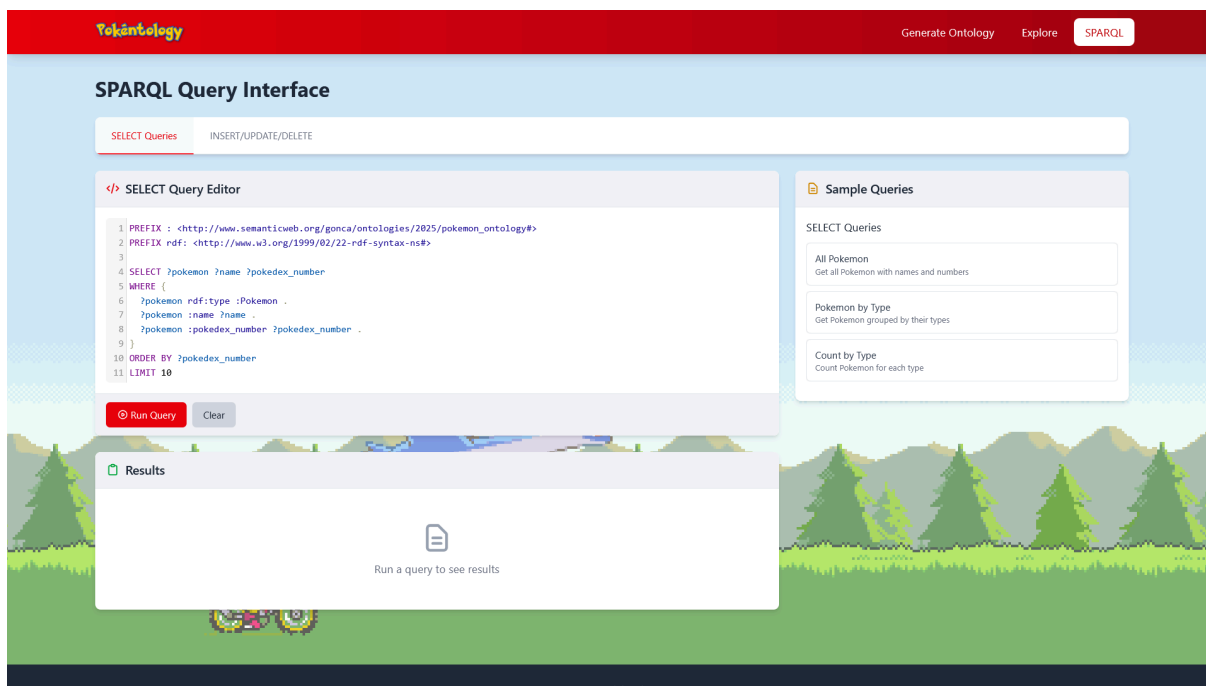 Pokéntology
Generate Ontology
Explore
SPARQL
SPARQL Query Interface
SELECT Queries
INSERT/UPDATE/DELETE
</> SELECT Query Editor
1 PREFIX : <http://www.semanticweb.org/gonca/ontologies/2025/pokemon_ontology#>
2 PREFIX rdf: <http://www.w3.org/1999/02/22-rdf-syntax-ns#>
3
4 SELECT ?pokemon ?name ?pokedex_number
5 WHERE {
6 ?pokemon rdf:type :Pokemon .
7 ?pokemon :name ?name .
8 ?pokemon :pokedex_number ?pokedex_number .
9 }
10 ORDER BY ?pokedex_number
11 LIMIT 10
Run Query
Clear
Results
Run a query to see results
Sample Queries
SELECT Queries
All Pokemon
Get all Pokemon with names and numbers
Pokemon by Type
Get Pokemon grouped by their types
Count by Type
Count Pokemon for each type